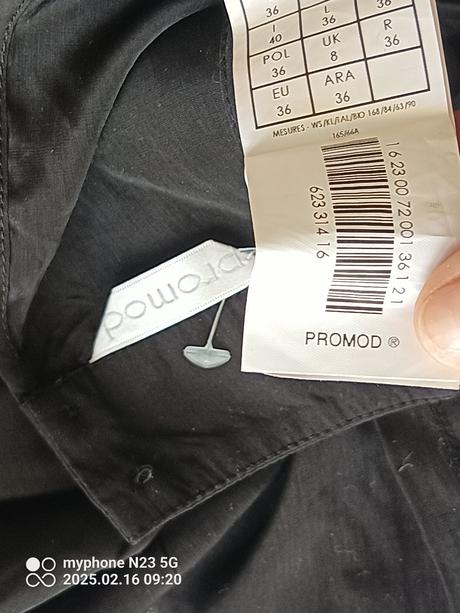 36
I L
40 36 36
POL UK R
36 8 36
EU ARA
36 36
MESURES - WS/KL/TAL/BIO 168/84/63/90
165/66A
16 23 00 72 001 36 1 21
623 314 16
PROMOD ®
promod
myphone N23 5G
2025.02.16 09:20